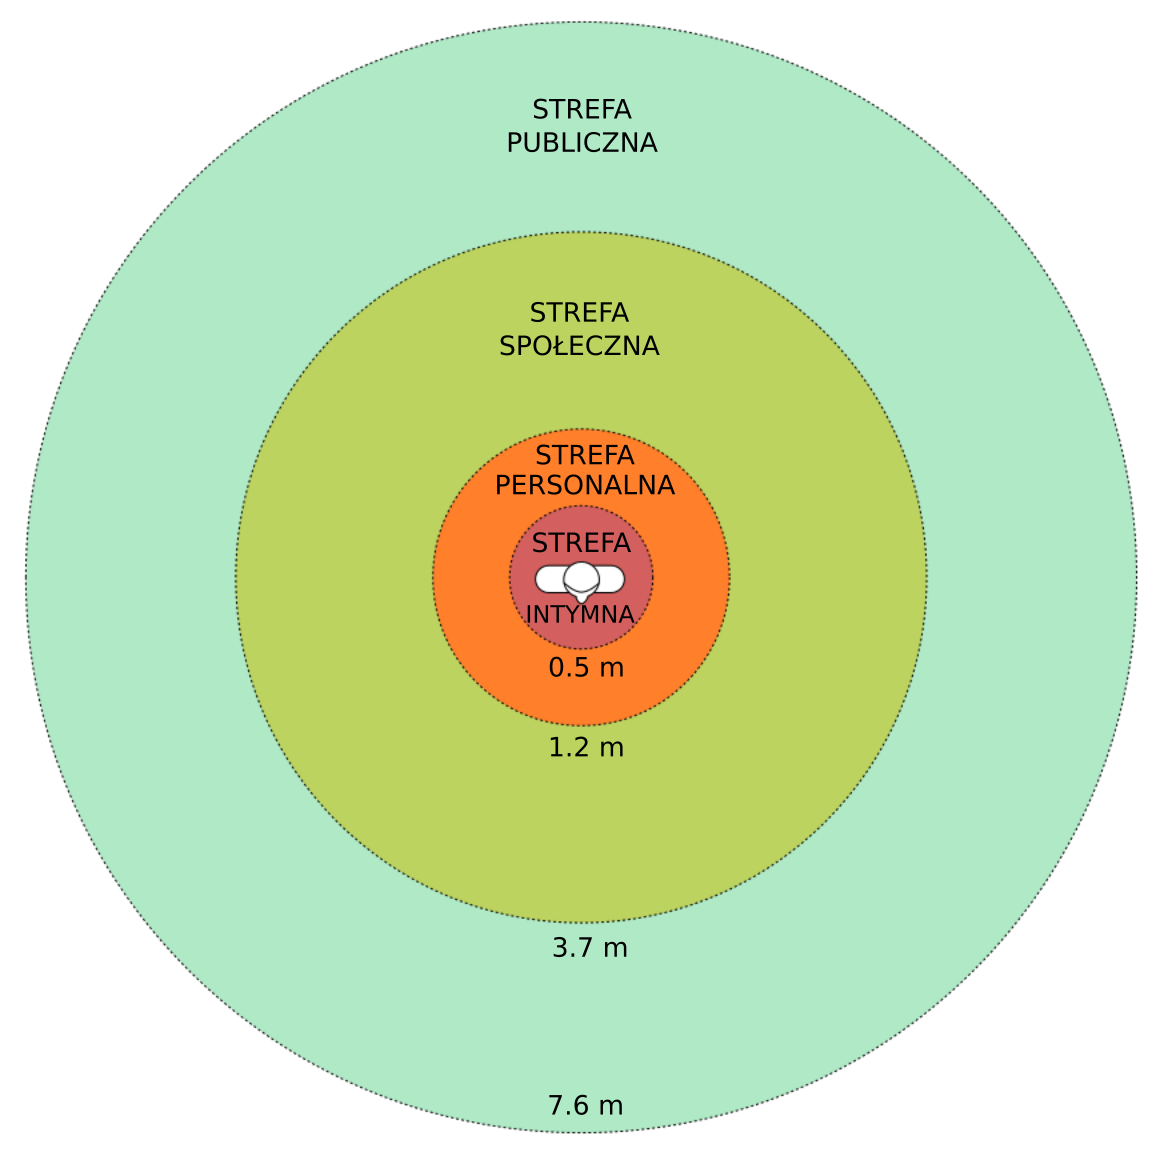 STREFA
PUBLICZNA
STREFA
SPOŁECZNA
STREFA
PERSONALNA
STREFA
INTYMNA
0.5 m
1.2 m
3.7 m
7.6 m